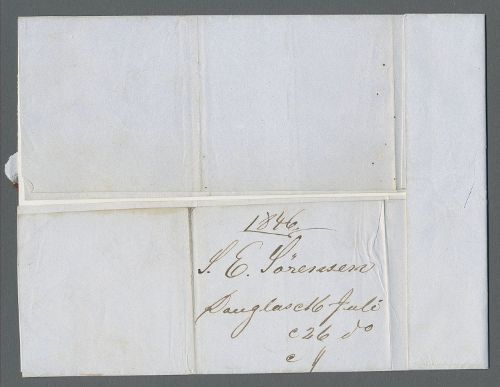 1846.
S. E. Sörensen
Douglas 16 Juli
c 26 do
c